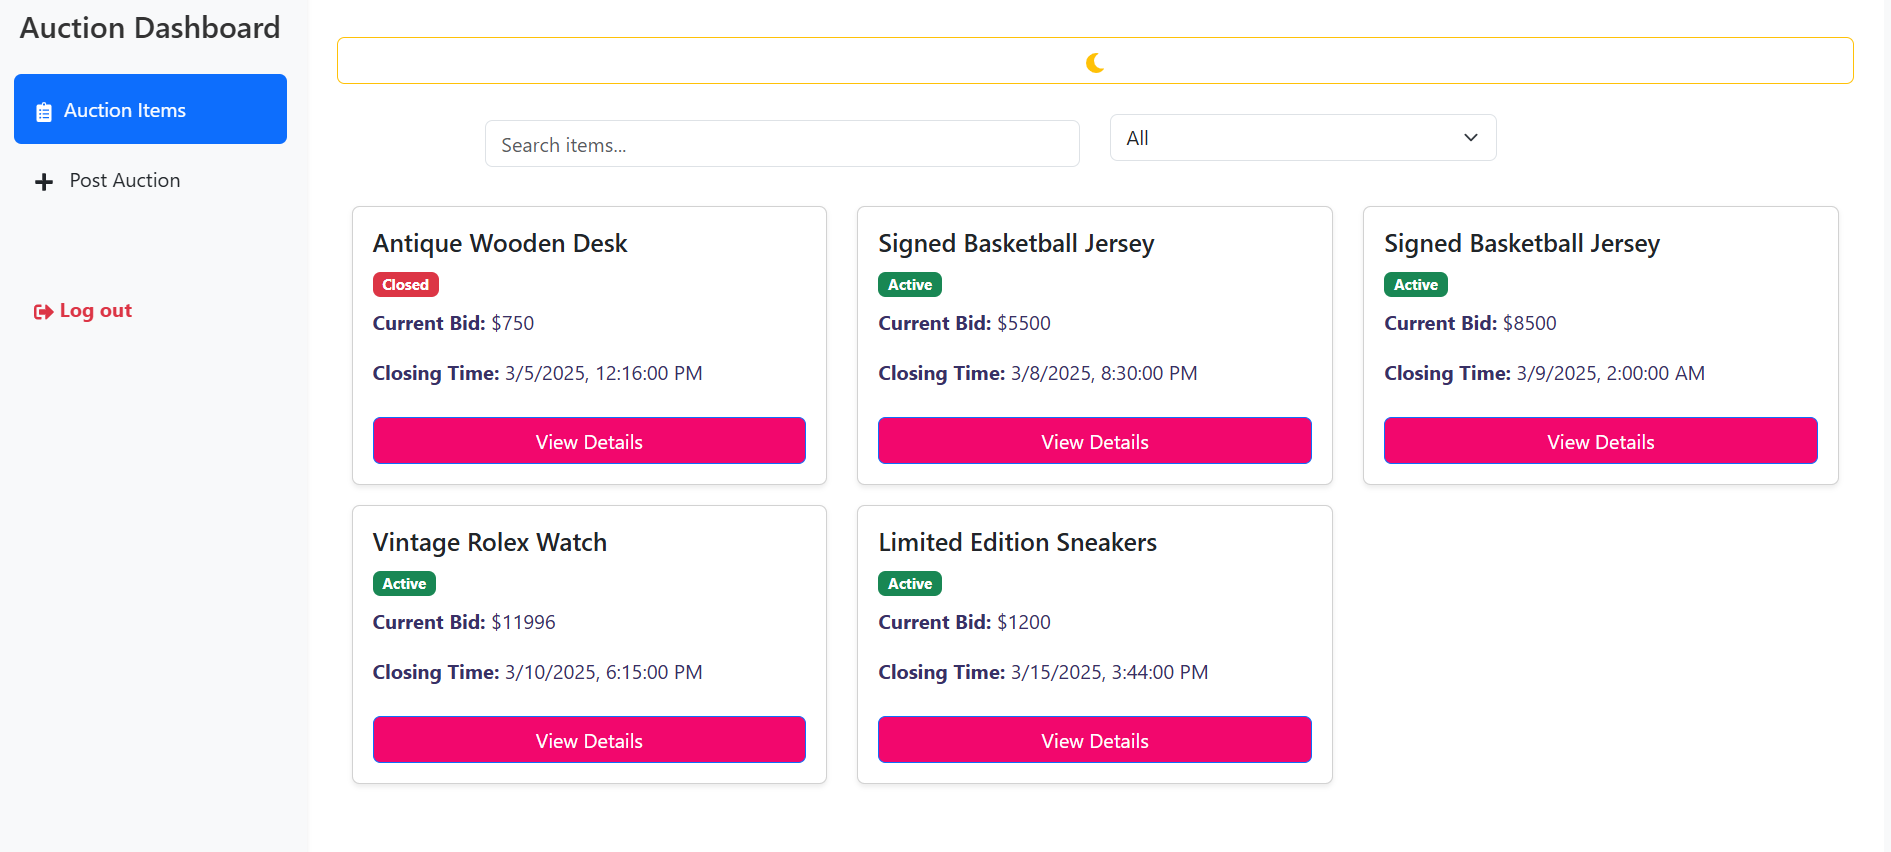 Auction Dashboard
Auction Items
Post Auction
Log out
Search items...
All
Antique Wooden Desk
Closed
Current Bid: $750
Closing Time: 3/5/2025, 12:16:00 PM
View Details
Signed Basketball Jersey
Active
Current Bid: $5500
Closing Time: 3/8/2025, 8:30:00 PM
View Details
Signed Basketball Jersey
Active
Current Bid: $8500
Closing Time: 3/9/2025, 2:00:00 AM
View Details
Vintage Rolex Watch
Active
Current Bid: $11996
Closing Time: 3/10/2025, 6:15:00 PM
View Details
Limited Edition Sneakers
Active
Current Bid: $1200
Closing Time: 3/15/2025, 3:44:00 PM
View Details